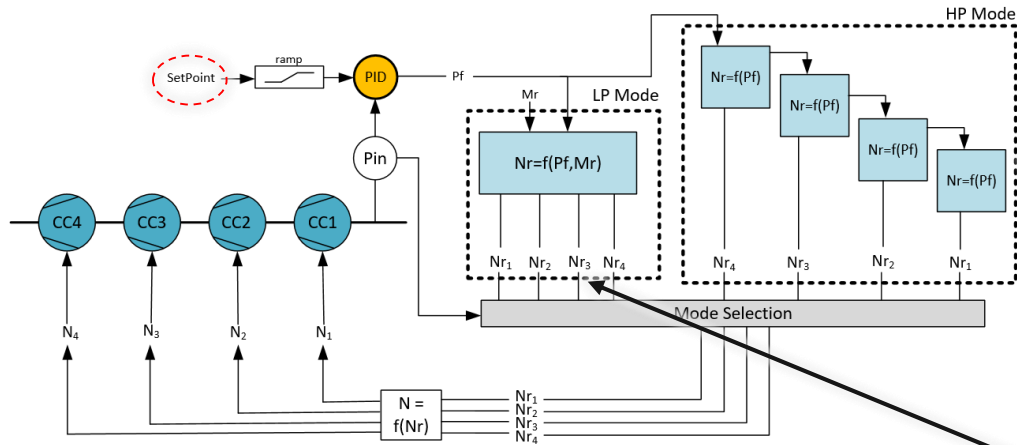 HP Mode
ramp
SetPoint
PID
Pf
Nr=f(Pf)
Nr=f(Pf)
Nr=f(Pf)
Nr=f(Pf)
LP Mode
Mr
Nr=f(Pf,Mr)
Pin
CC4
CC3
CC2
CC1
Nr₁
Nr₂
Nr₃
Nr₄
Nr₄
Nr₃
Nr₂
Nr₁
Mode Selection
N₄
N₃
N₂
N₁
N =
f(Nr)
Nr₁
Nr₂
Nr₃
Nr₄